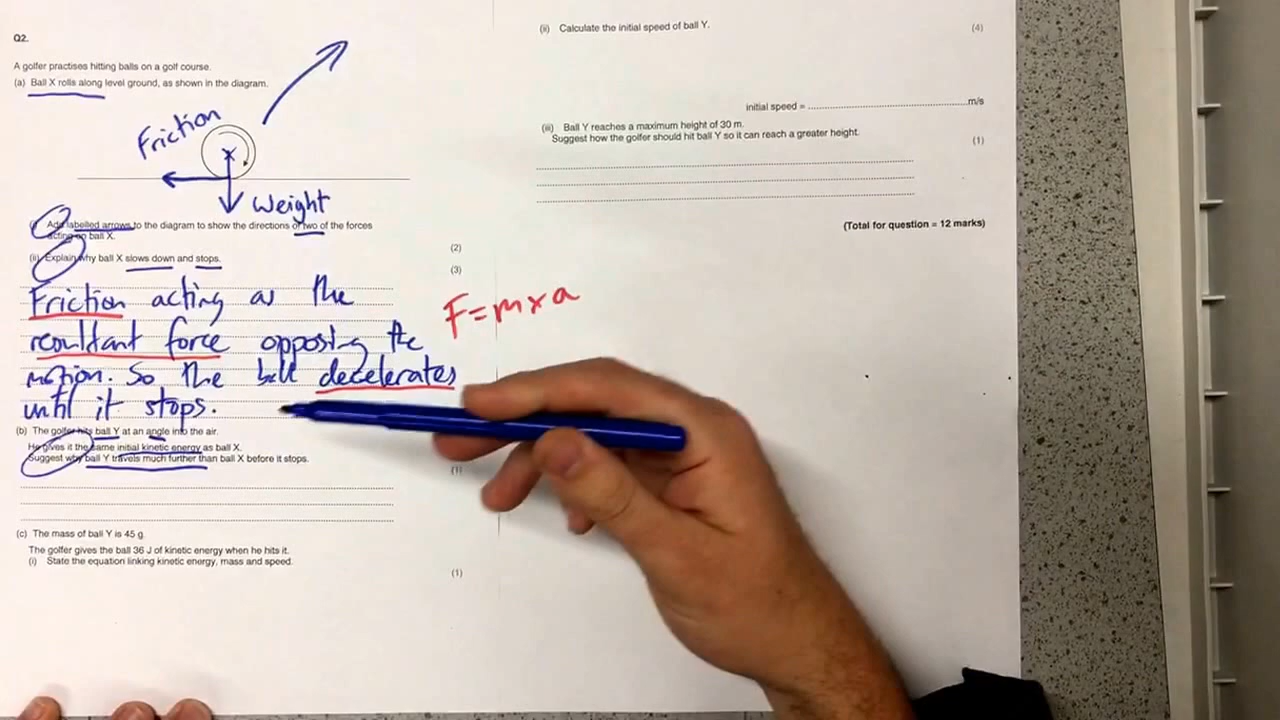 Q2.
A golfer practises hitting balls on a golf course.
(a) Ball X rolls along level ground, as shown in the diagram.
Friction
Weight
(i) Add labelled arrows to the diagram to show the directions of two of the forces
acting on ball X.
(2)
(ii) Explain why ball X slows down and stops.
(3)
Friction acting as the
resultant force opposing the
motion. So the ball decelerates
until it stops.
F=m×a
(b) The golfer hits ball Y at an angle into the air.
He gives it the same initial kinetic energy as ball X.
Suggest why ball Y travels much further than ball X before it stops.
(1)
(c) The mass of ball Y is 45 g.
The golfer gives the ball 36 J of kinetic energy when he hits it.
(i) State the equation linking kinetic energy, mass and speed.
(1)
(ii) Calculate the initial speed of ball Y.
(4)
initial speed = ........................................m/s
(iii) Ball Y reaches a maximum height of 30 m.
Suggest how the golfer should hit ball Y so it can reach a greater height.
(1)
(Total for question = 12 marks)